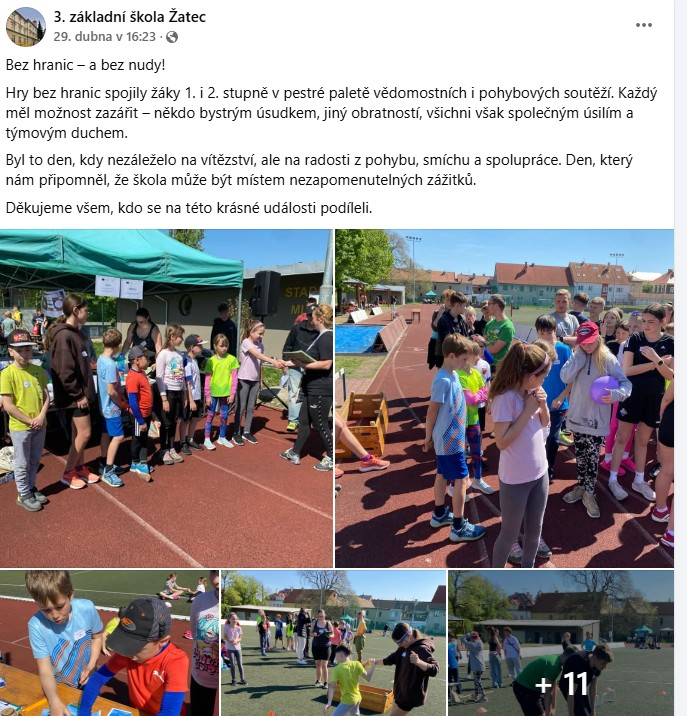 3. základní škola Žatec
29. dubna v 16:23 ·
Bez hranic – a bez nudy!
Hry bez hranic spojily žáky 1. i 2. stupně v pestré paletě vědomostních i pohybových soutěží. Každý
měl možnost zazářit – někdo bystrým úsudkem, jiný obratností, všichni však společným úsilím a
týmovým duchem.
Byl to den, kdy nezáleželo na vítězství, ale na radosti z pohybu, smíchu a spolupráce. Den, který
nám připomněl, že škola může být místem nezapomenutelných zážitků.
Děkujeme všem, kdo se na této krásné události podíleli.
+ 11